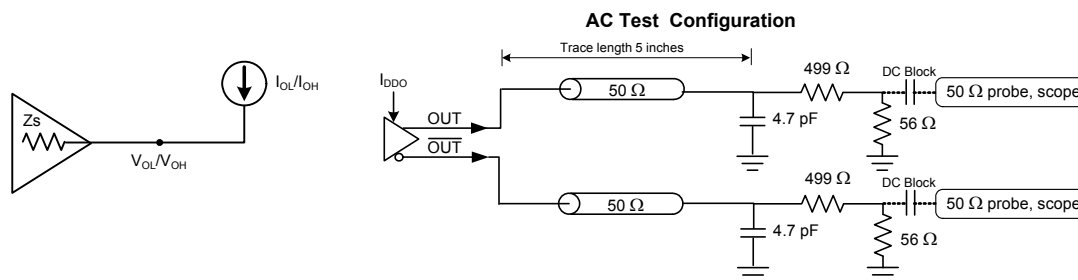 AC Test Configuration
Trace length 5 inches
I_OL/I_OH
Zs
V_OL/V_OH
I_DDO
OUT
O̅U̅T̅
50 Ω
4.7 pF
499 Ω
56 Ω
DC Block
50 Ω probe, scope
50 Ω
4.7 pF
499 Ω
56 Ω
DC Block
50 Ω probe, scope